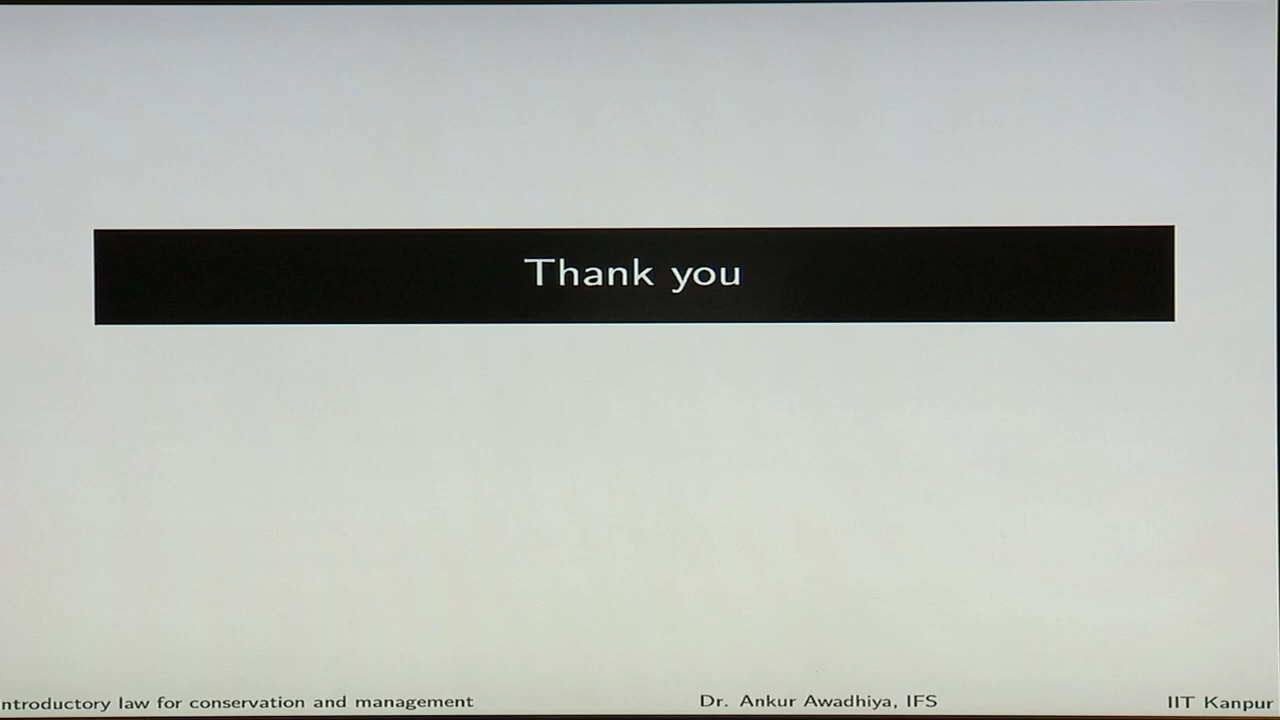 Thank you
ntroductory law for conservation and management Dr. Ankur Awadhiya, IFS IIT Kanpur